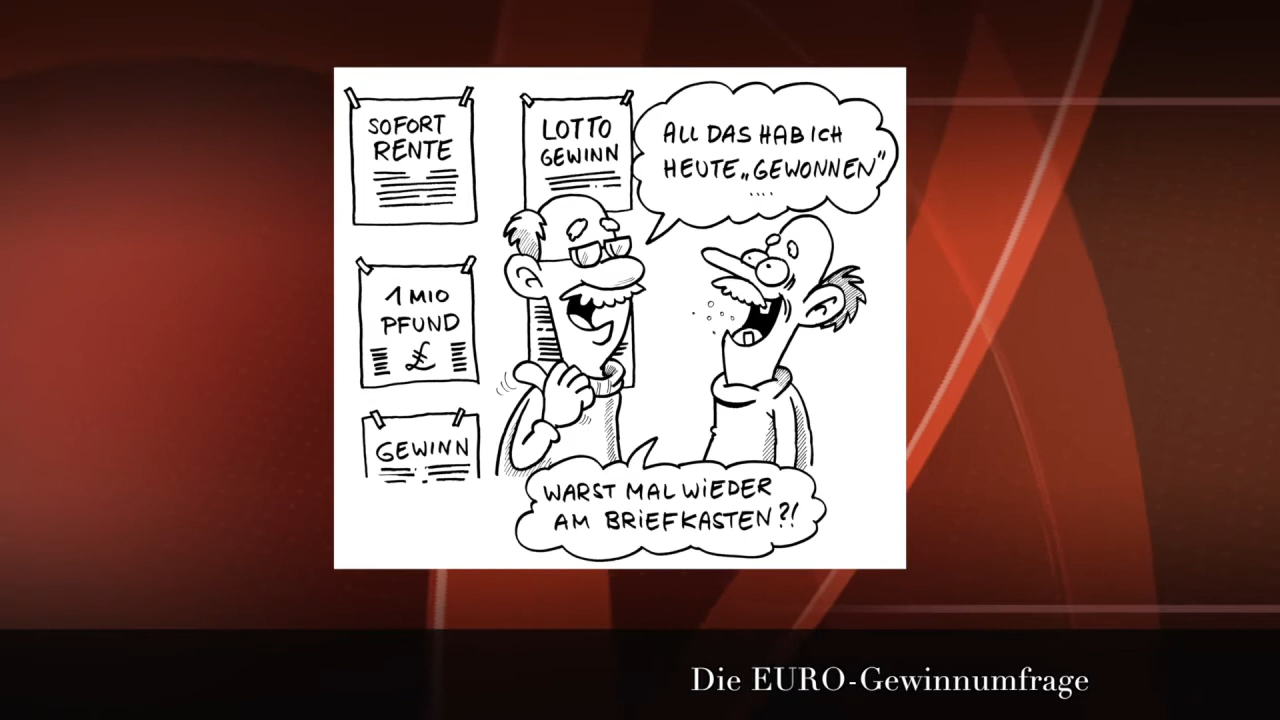 SOFORT
RENTE
LOTTO
GEWINN
ALL DAS HAB ICH
HEUTE „GEWONNEN"
....
1 MIO
PFUND
£
GEWINN
WARST MAL WIEDER
AM BRIEFKASTEN?!
Die EURO-Gewinnumfrage